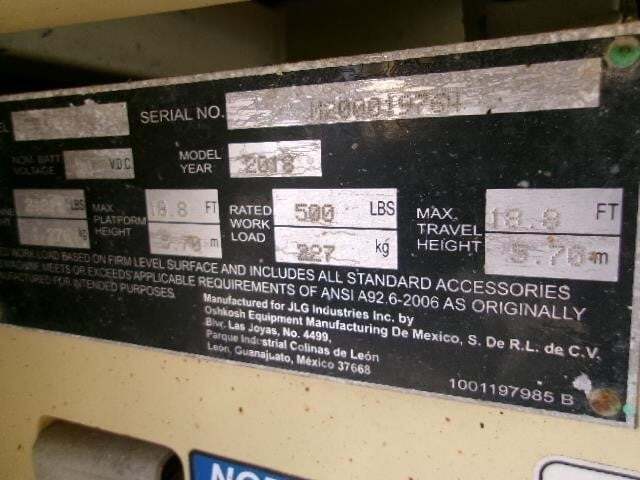 SERIAL NO.
NOM. BATT
VOLTAGE VDC
MODEL
YEAR 2018
LBS
MAX.
PLATFORM
HEIGHT
18.8 FT
5.70 m
RATED
WORK
LOAD
500 LBS
227 kg
MAX.
TRAVEL
HEIGHT
18.8 FT
5.70 m
WORK LOAD BASED ON FIRM LEVEL SURFACE AND INCLUDES ALL STANDARD ACCESSORIES
MEETS OR EXCEEDS APPLICABLE REQUIREMENTS OF ANSI A92.6-2006 AS ORIGINALLY
FOR INTENDED PURPOSES
Manufactured for JLG Industries Inc. by
Oshkosh Equipment Manufacturing De Mexico, S. De R.L. de C.V.
Blvr. Las Joyas, No. 4499,
Parque Industrial Colinas de León
León, Guanajuato, México 37668
1001197985 B